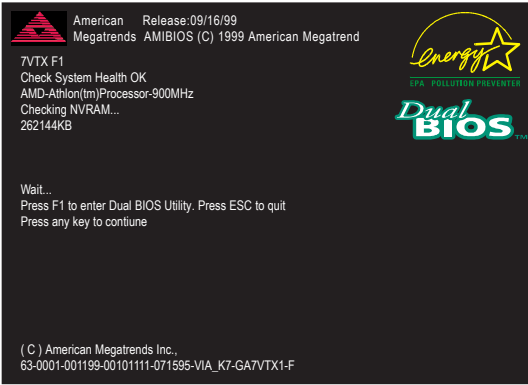 American Release:09/16/99
Megatrends AMIBIOS (C) 1999 American Megatrend
7VTX F1
Check System Health OK
AMD-Athlon(tm)Processor-900MHz
Checking NVRAM...
262144KB
energy
EPA POLLUTION PREVENTER
Dual
BIOS TM
Wait...
Press F1 to enter Dual BIOS Utility. Press ESC to quit
Press any key to contiune
( C ) American Megatrends Inc.,
63-0001-001199-00101111-071595-VIA_K7-GA7VTX1-F